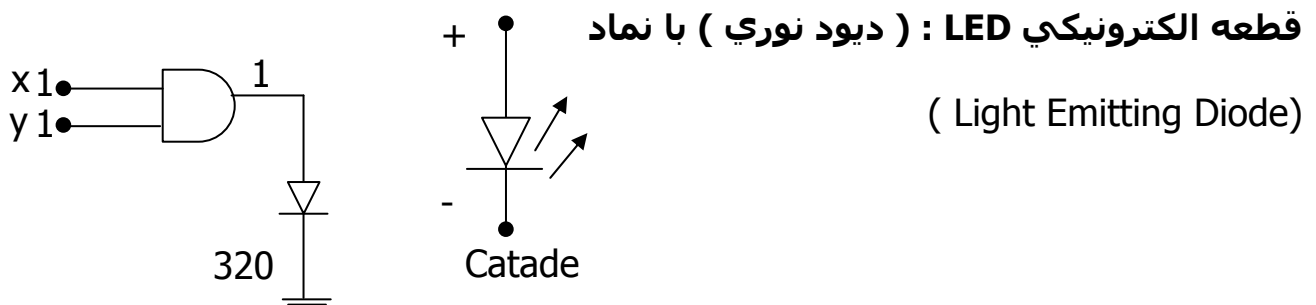 قطعه الكترونيكي LED : ( ديود نوري ) با نماد
( Light Emitting Diode)
+
-
Catade
x 1
y 1
1
320